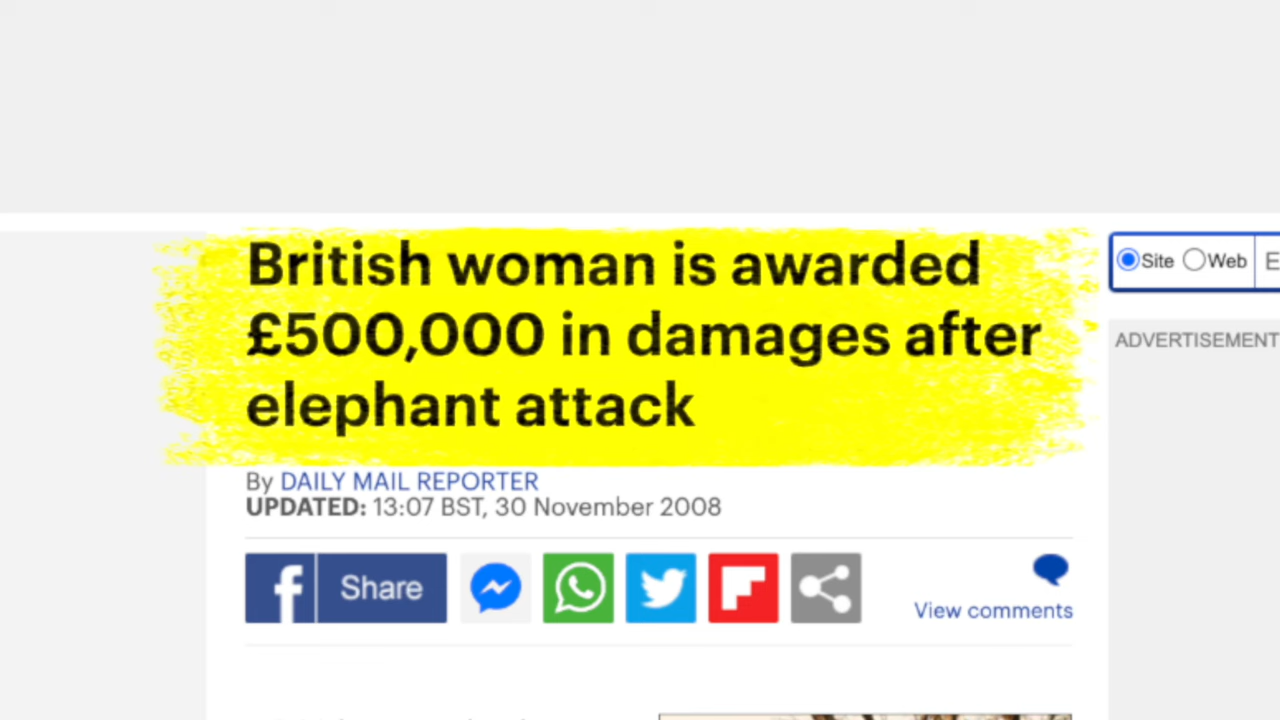 British woman is awarded
£500,000 in damages after
elephant attack
Site Web
ADVERTISEMENT
By DAILY MAIL REPORTER
UPDATED: 13:07 BST, 30 November 2008
Share
View comments